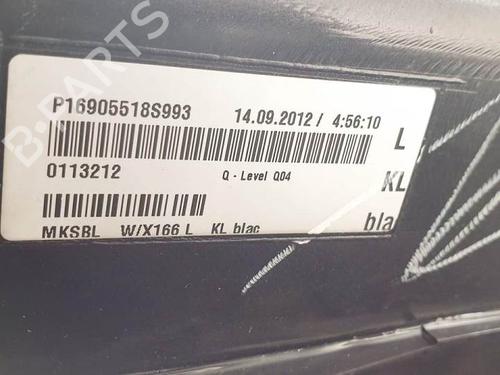 B-PARTS
P16905518S993 14.09.2012 / 4:56:10 L
0113212 Q - Level Q04 KL
MKSBL W/X166 L KL blac bla